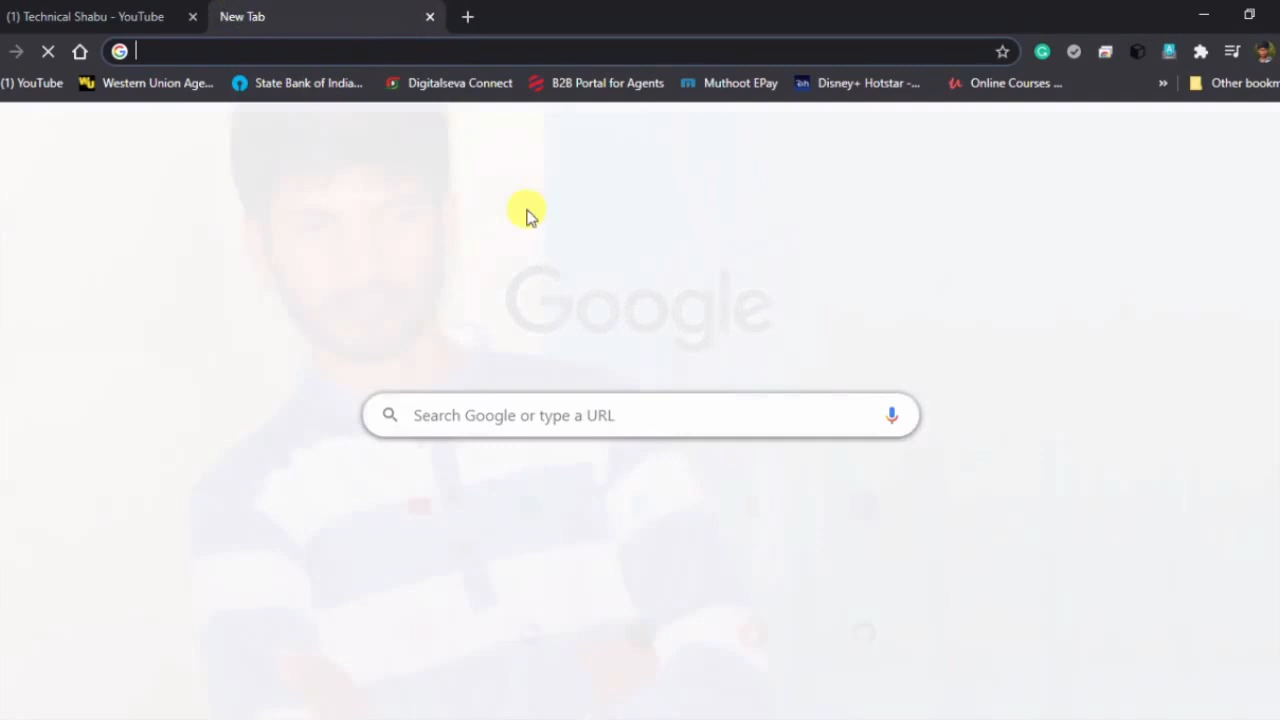 (1) Technical Shabu - YouTube
New Tab
(1) YouTube
Western Union Age...
State Bank of India...
Digitalseva Connect
B2B Portal for Agents
Muthoot EPay
Disney+ Hotstar -...
Online Courses ...
Other bookm
Google
Search Google or type a URL